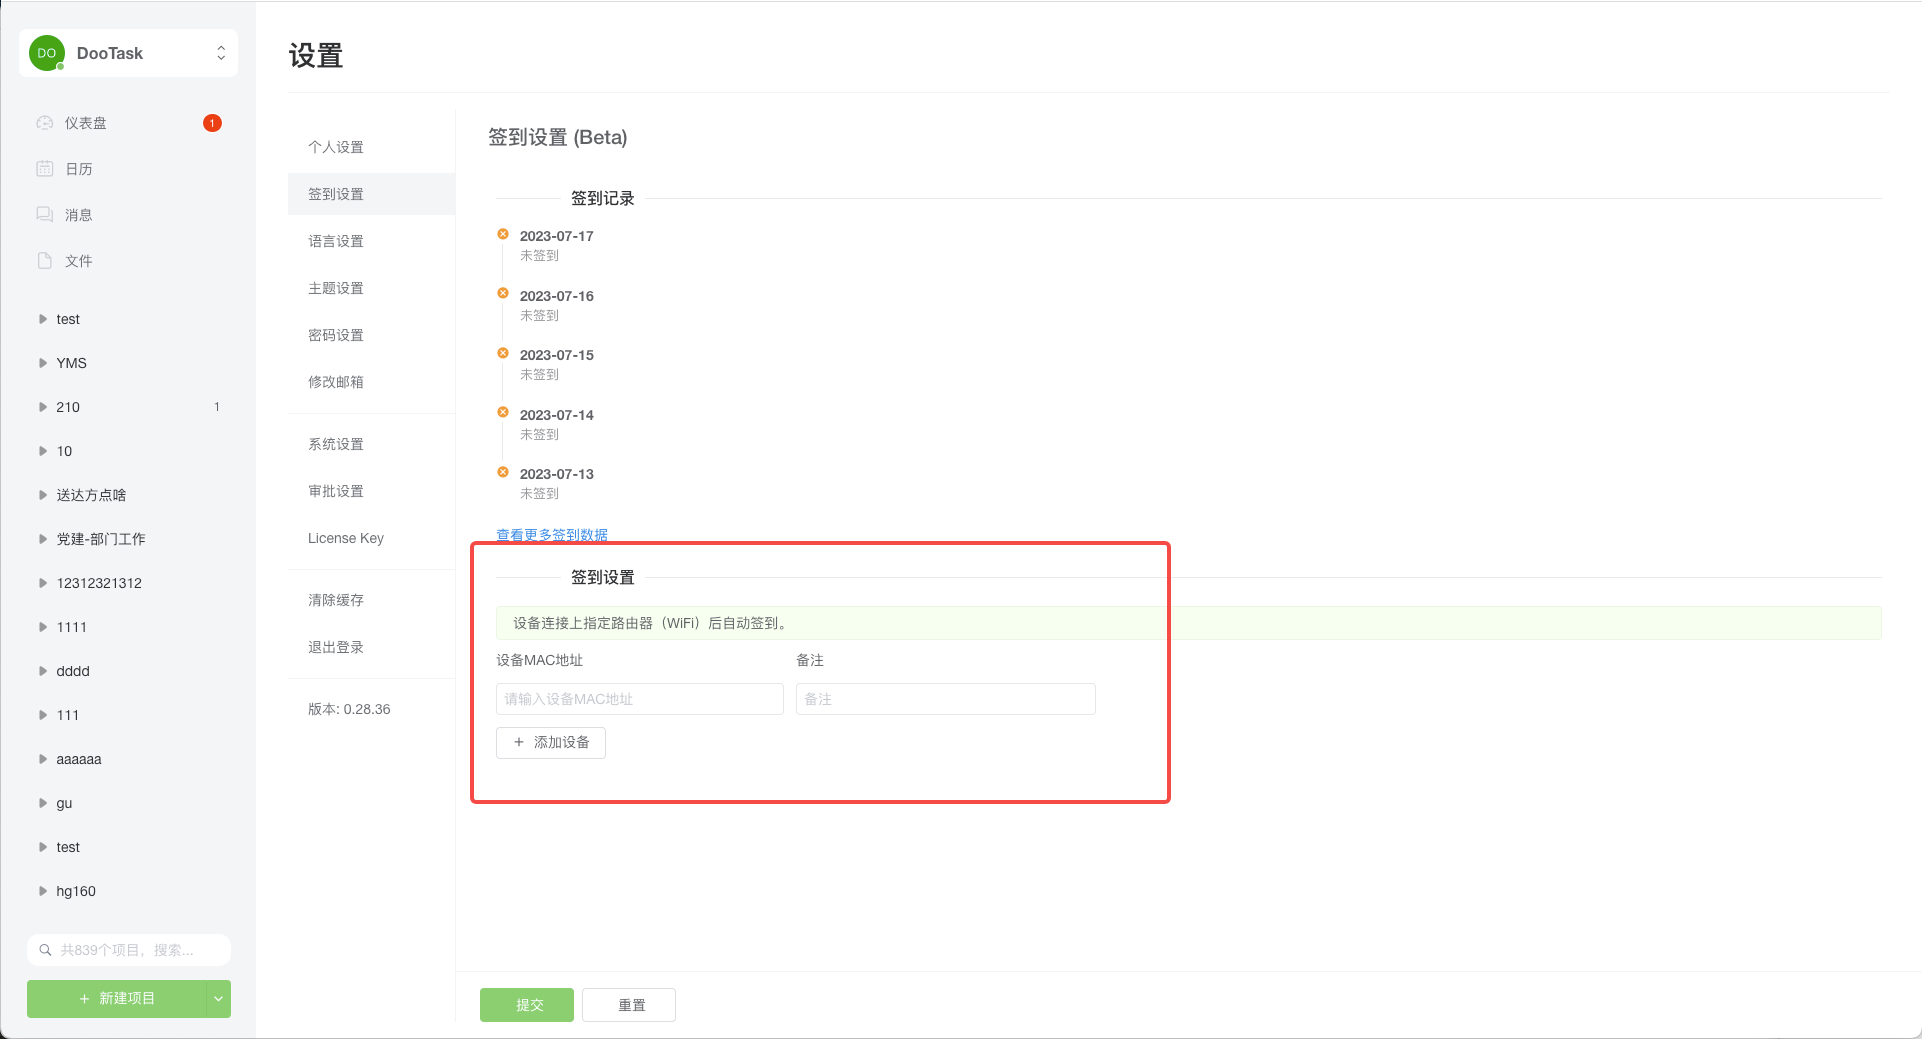 DO
DooTask
仪表盘
1
日历
消息
文件
test
YMS
210
1
10
送达方点啥
党建-部门工作
12312321312
1111
dddd
111
aaaaaa
gu
test
hg160
共839个项目，搜索...
新建项目
设置
个人设置
签到设置
语言设置
主题设置
密码设置
修改邮箱
系统设置
审批设置
License Key
清除缓存
退出登录
版本: 0.28.36
签到设置 (Beta)
签到记录
2023-07-17
未签到
2023-07-16
未签到
2023-07-15
未签到
2023-07-14
未签到
2023-07-13
未签到
查看更多签到数据
签到设置
设备连接上指定路由器（WiFi）后自动签到。
设备MAC地址 备注
请输入设备MAC地址 备注
添加设备
提交 重置